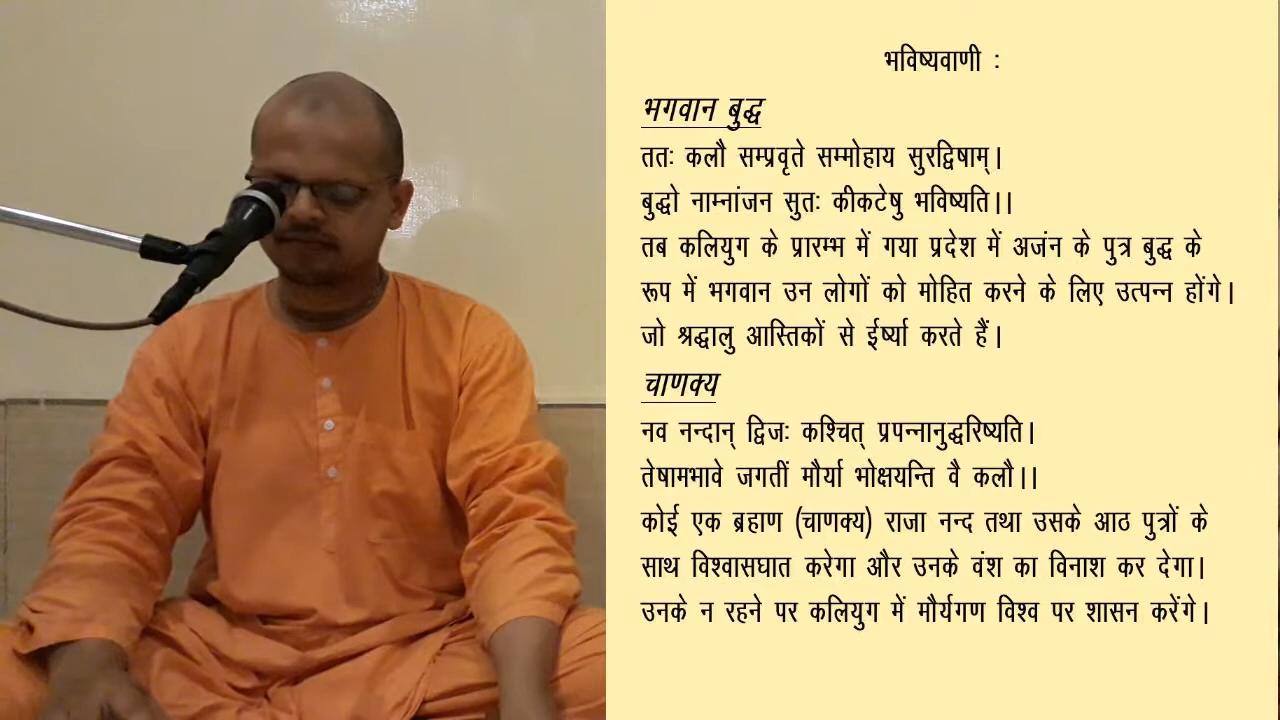 भविष्यवाणी :
भगवान बुद्ध
ततः कलौ सम्प्रवृते सम्मोहाय सुरद्विषाम्।
बुद्धो नाम्नांजन सुतः कीकटेषु भविष्यति।।
तब कलियुग के प्रारम्भ में गया प्रदेश में अजंन के पुत्र बुद्ध के
रूप में भगवान उन लोगों को मोहित करने के लिए उत्पन्न होंगे।
जो श्रद्धालु आस्तिकों से ईर्ष्या करते हैं।
चाणक्य
नव नन्दान् द्विजः कश्चित् प्रपन्नानुद्धरिष्यति।
तेषामभावे जगतीं मौर्या भोक्षयन्ति वै कलौ।।
कोई एक ब्रहाण (चाणक्य) राजा नन्द तथा उसके आठ पुत्रों के
साथ विश्वासघात करेगा और उनके वंश का विनाश कर देगा।
उनके न रहने पर कलियुग में मौर्यगण विश्व पर शासन करेंगे।